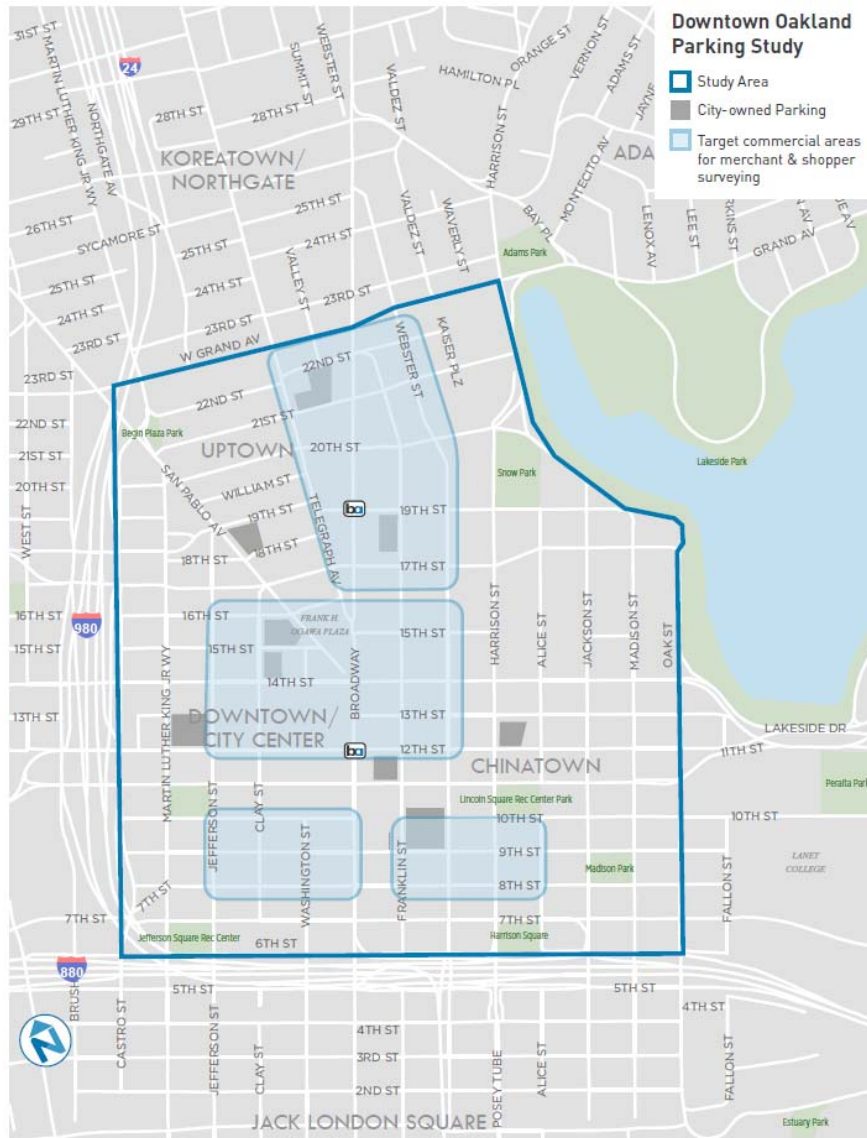 Downtown Oakland
Parking Study
Study Area
City-owned Parking
Target commercial areas
for merchant & shopper
surveying
31ST ST
MARTIN LUTHER KING JR WY
NORTHGATE AV
24
SUMMIT ST
WEBSTER ST
VALDEZ ST
HAMILTON PL
ORANGE ST
VERNON ST
ADAMS ST
JAYNE
HARRISON ST
MONTECITO AV
29TH ST
28TH ST
28TH ST
KOREATOWN/
NORTHGATE
ADA
26TH ST
SYCAMORE ST
25TH ST
25TH ST
24TH ST
VALLEY ST
VALDEZ ST
WAVERLY ST
BAY PL
LENOX AV
LEE ST
GRAND AV
Adams Park
25TH ST
24TH ST
23RD ST
24TH ST
23RD ST
23RD ST
W GRAND AV
23RD ST
22ND ST
WEBSTER ST
KAISER PLZ
22ND ST
22ND ST
21ST ST
Begin Plaza Park
UPTOWN
21ST ST
20TH ST
Snow Park
Lakeside Park
20TH ST
WEST ST
SAN PABLO AV
WILLIAM ST
19TH ST
18TH ST
TELEGRAPH AV
19TH ST
18TH ST
17TH ST
16TH ST
980
15TH ST
16TH ST
15TH ST
FRANK H.
OGAWA PLAZA
15TH ST
HARRISON ST
ALICE ST
JACKSON ST
MADISON ST
OAK ST
14TH ST
BROADWAY
13TH ST
MARTIN LUTHER KING JR WY
DOWNTOWN/
CITY CENTER
13TH ST
12TH ST
LAKESIDE DR
11TH ST
CHINATOWN
Peralta Park
JEFFERSON ST
CLAY ST
Lincoln Square Rec Center Park
10TH ST
10TH ST
WASHINGTON ST
FRANKLIN ST
9TH ST
8TH ST
Madison Park
LANEY
COLLEGE
FALLON ST
7TH ST
7TH ST
7TH ST
Jefferson Square Rec Center
6TH ST
Harrison Square
880
5TH ST
5TH ST
4TH ST
BRUSH
CASTRO ST
JEFFERSON ST
CLAY ST
4TH ST
3RD ST
2ND ST
POSEY TUBE
ALICE ST
FALLON ST
JACK LONDON SQUARE
Estuary Park